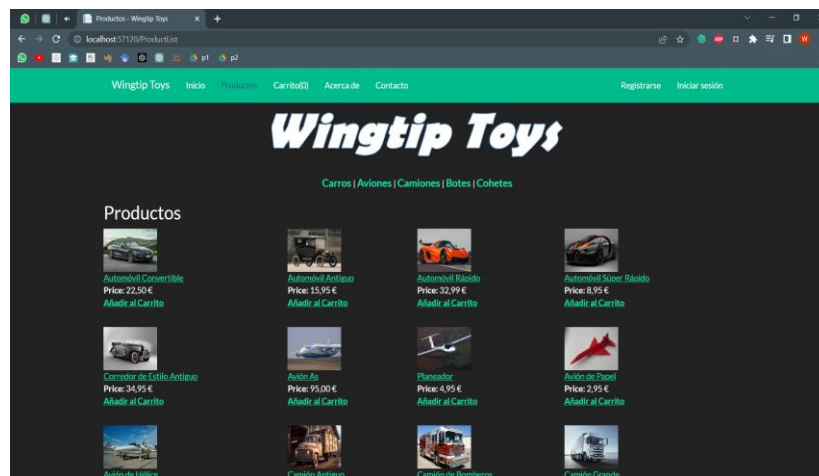 Productos - Wingtip Toys
localhost:57120/ProductList
p1 p2
Wingtip Toys Inicio Productos Carrito(0) Acerca de Contacto Registrarse Iniciar sesión
Wingtip Toys
Carros | Aviones | Camiones | Botes | Cohetes
Productos
Automóvil Convertible
Price: 22,50 €
Añadir al Carrito
Automóvil Antiguo
Price: 15,95 €
Añadir al Carrito
Automóvil Rápido
Price: 32,99 €
Añadir al Carrito
Automóvil Súper Rápido
Price: 8,95 €
Añadir al Carrito
Corredor de Estilo Antiguo
Price: 34,95 €
Añadir al Carrito
Avión As
Price: 95,00 €
Añadir al Carrito
Planeador
Price: 4,95 €
Añadir al Carrito
Avión de Papel
Price: 2,95 €
Añadir al Carrito
Avión de Hélice
Camión Antiguo
Camión de Bomberos
Camión Grande